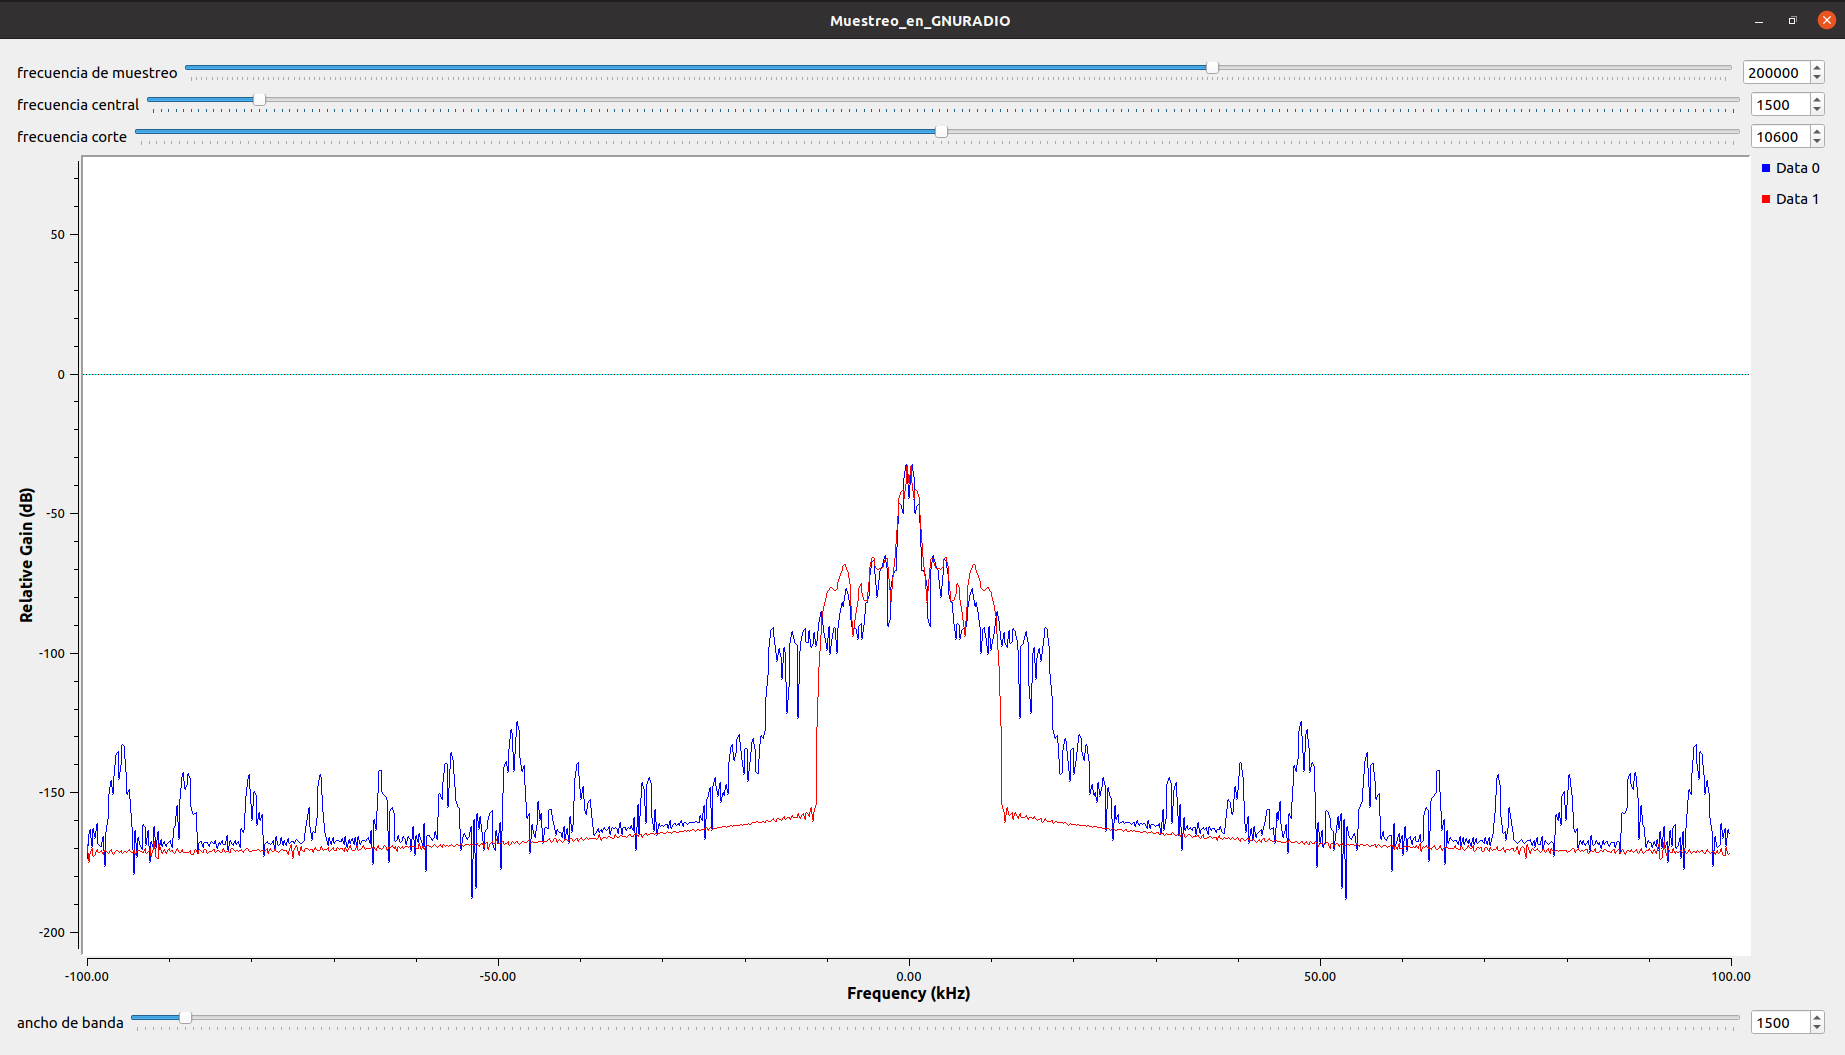 Muestreo_en_GNURADIO
frecuencia de muestreo 200000
frecuencia central 1500
frecuencia corte 10600
Data 0
Data 1
50
0
-50
-100
-150
-200
Relative Gain (dB)
-100.00 -50.00 0.00 50.00 100.00
Frequency (kHz)
ancho de banda 1500